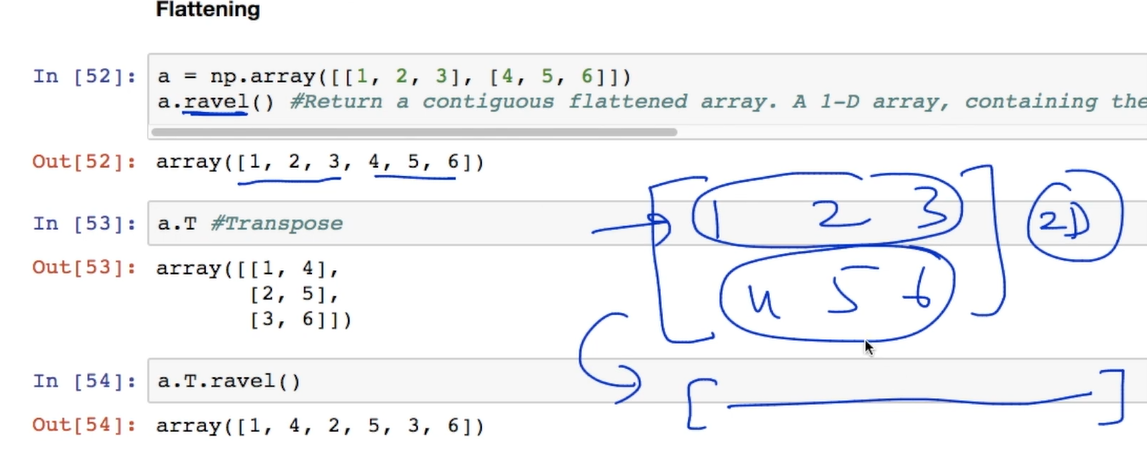 Flattening
In [52]: a = np.array([[1, 2, 3], [4, 5, 6]])
a.ravel() #Return a contiguous flattened array. A 1-D array, containing the
Out[52]: array([1, 2, 3, 4, 5, 6])
In [53]: a.T #Transpose
Out[53]: array([[1, 4],
[2, 5],
[3, 6]])
[1 2 3
4 5 6]
2D
In [54]: a.T.ravel()
[ ]
Out[54]: array([1, 4, 2, 5, 3, 6])